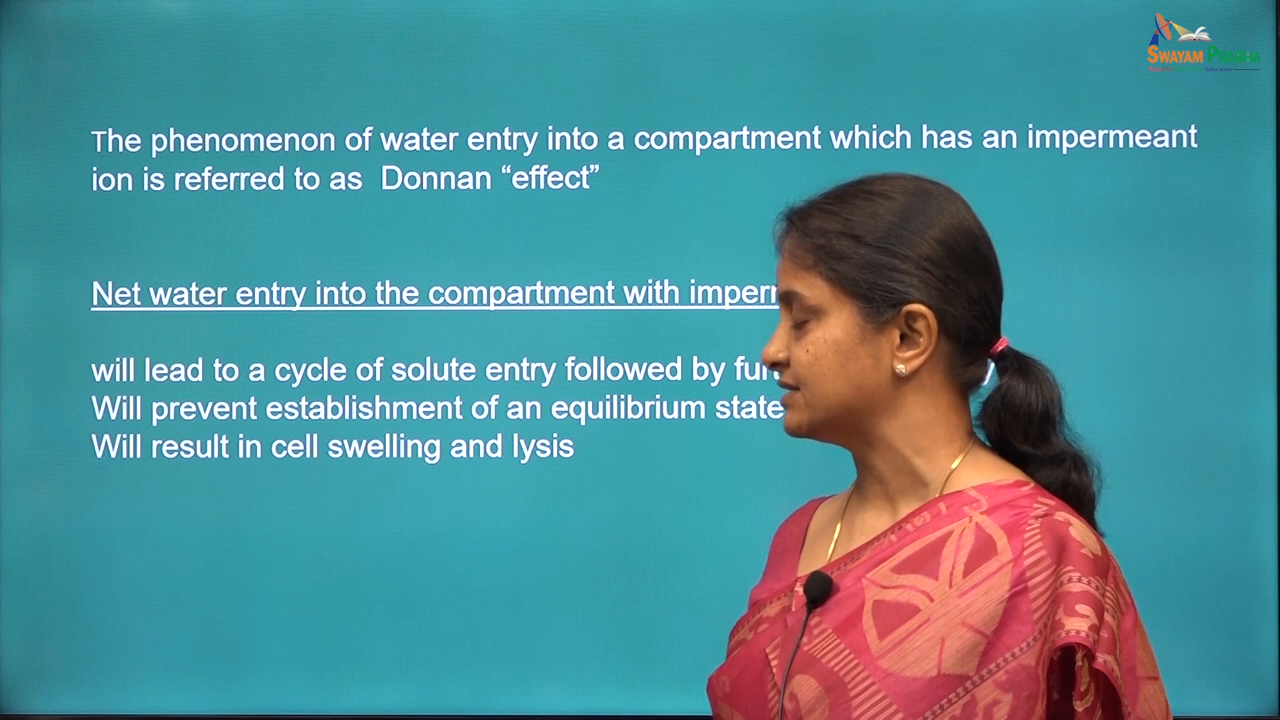 SWAYAM PRABHA
The phenomenon of water entry into a compartment which has an impermeant
ion is referred to as Donnan “effect”
Net water entry into the compartment with
will lead to a cycle of solute entry followed by
Will prevent establishment of an equilibrium state
Will result in cell swelling and lysis